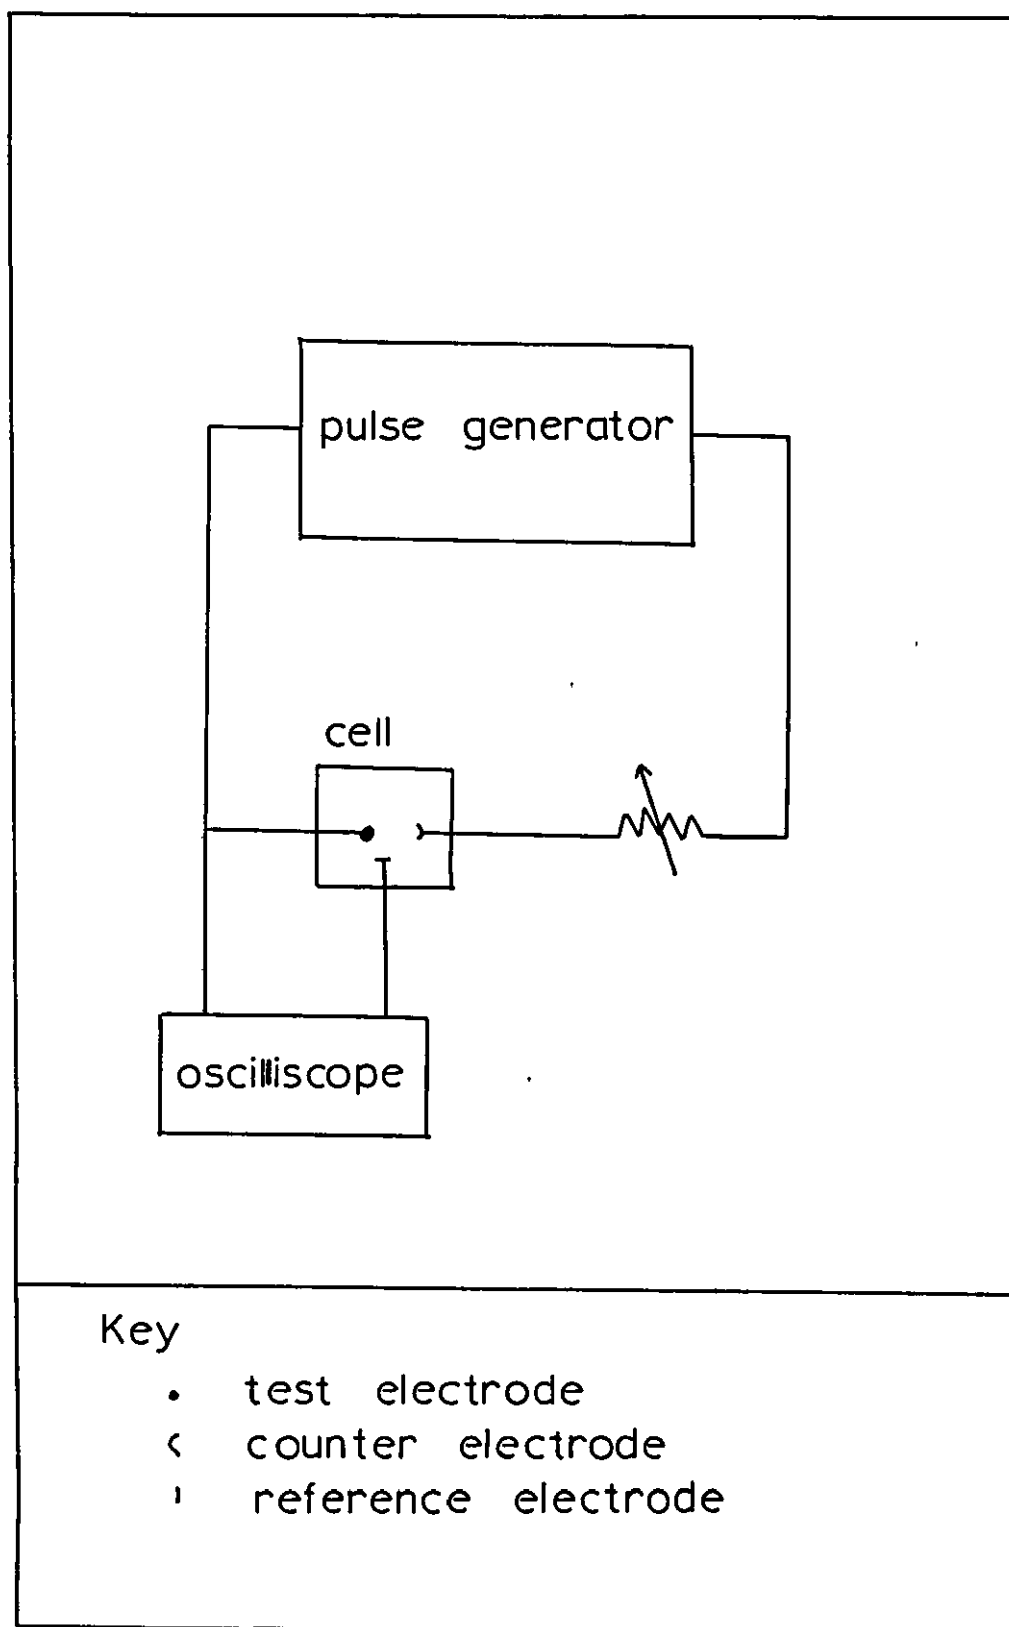 pulse generator
cell
oscilliscope
Key
test electrode
counter electrode
reference electrode